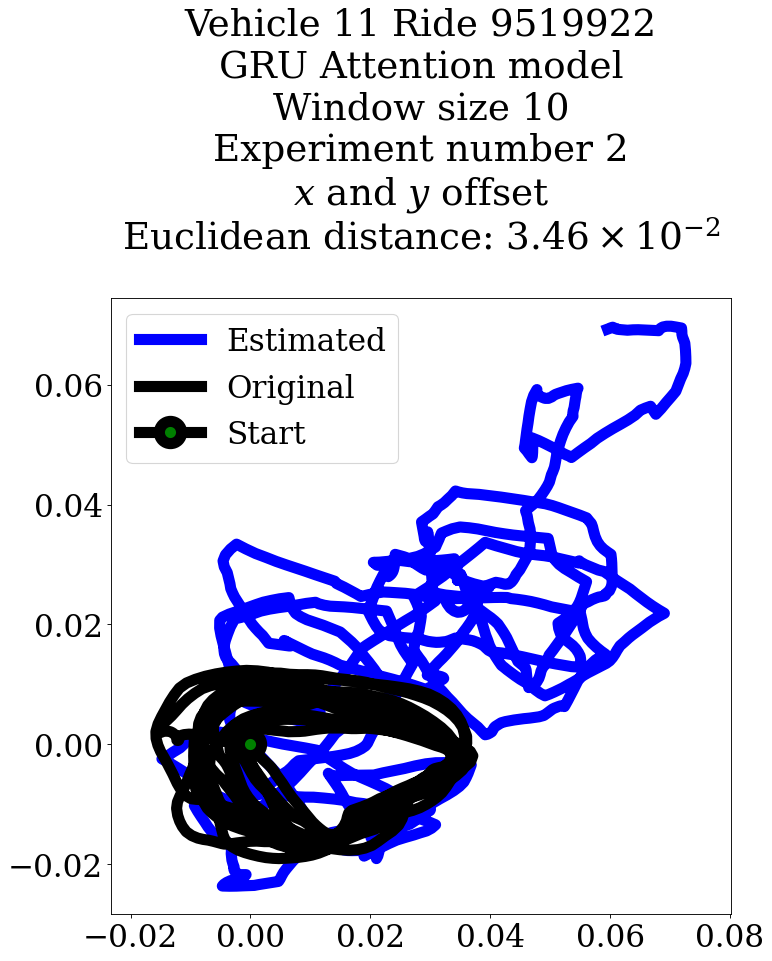 Vehicle 11 Ride 9519922
GRU Attention model
Window size 10
Experiment number 2
x and y offset
Euclidean distance: 3.46 × 10⁻²
Estimated
Original
Start
0.06
0.04
0.02
0.00
−0.02
−0.02 0.00 0.02 0.04 0.06 0.08